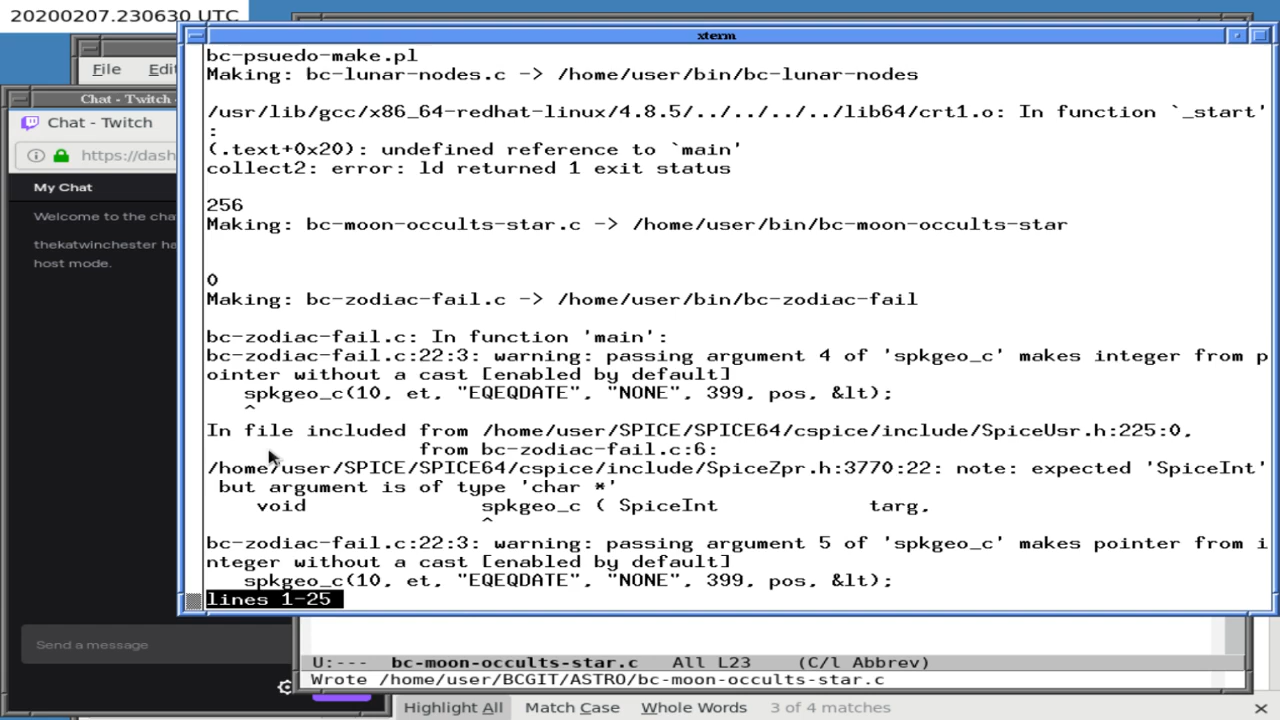 20200207.230630 UTC
xterm
File Edit
Chat - Twitch -
Chat - Twitch
https://dash
My Chat
Welcome to the cha
thekatwinchester ha
host mode.
Send a message
bc-psuedo-make.pl
Making: bc-lunar-nodes.c -> /home/user/bin/bc-lunar-nodes
/usr/lib/gcc/x86_64-redhat-linux/4.8.5/../../../../lib64/crt1.o: In function `_start'
:
(.text+0x20): undefined reference to `main'
collect2: error: ld returned 1 exit status
256
Making: bc-moon-occults-star.c -> /home/user/bin/bc-moon-occults-star
0
Making: bc-zodiac-fail.c -> /home/user/bin/bc-zodiac-fail
bc-zodiac-fail.c: In function 'main':
bc-zodiac-fail.c:22:3: warning: passing argument 4 of 'spkgeo_c' makes integer from p
ointer without a cast [enabled by default]
spkgeo_c(10, et, "EQEQDATE", "NONE", 399, pos, &lt);
^
In file included from /home/user/SPICE/SPICE64/cspice/include/SpiceUsr.h:225:0,
from bc-zodiac-fail.c:6:
/home/user/SPICE/SPICE64/cspice/include/SpiceZpr.h:3770:22: note: expected 'SpiceInt'
but argument is of type 'char *'
void spkgeo_c ( SpiceInt targ,
^
bc-zodiac-fail.c:22:3: warning: passing argument 5 of 'spkgeo_c' makes pointer from i
nteger without a cast [enabled by default]
spkgeo_c(10, et, "EQEQDATE", "NONE", 399, pos, &lt);
lines 1-25
U:--- bc-moon-occults-star.c All L23 (C/l Abbrev)
Wrote /home/user/BCGIT/ASTRO/bc-moon-occults-star.c
Highlight All Match Case Whole Words 3 of 4 matches